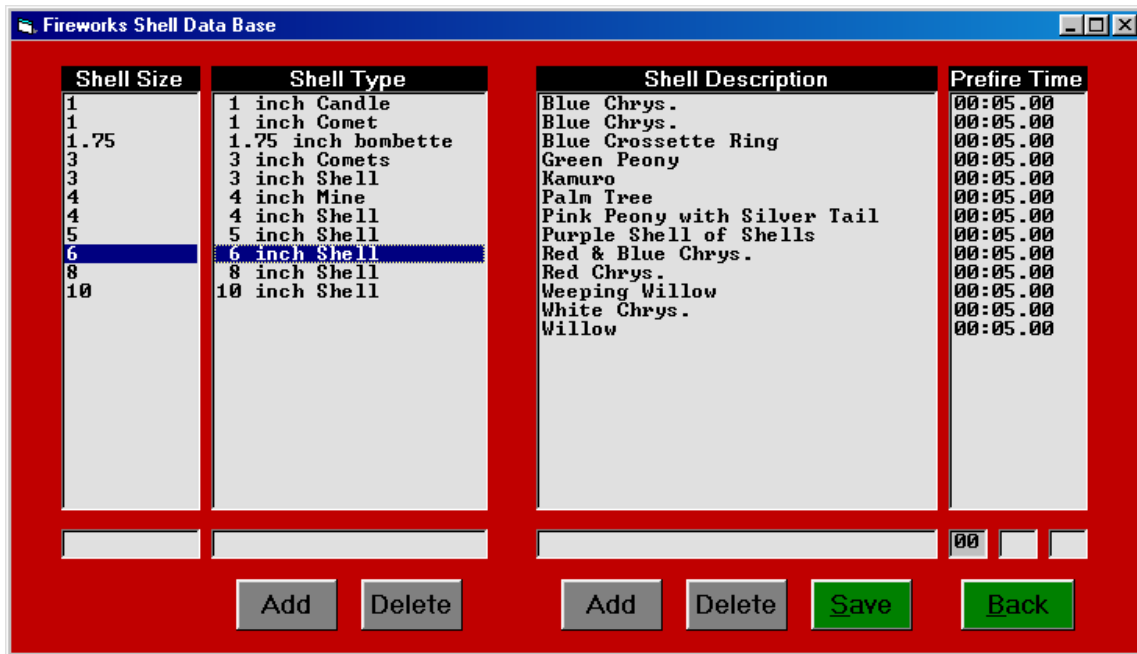 Fireworks Shell Data Base
Shell Size Shell Type Shell Description Prefire Time
1 1 inch Candle Blue Chrys. 00:05.00
1 1 inch Comet Blue Chrys. 00:05.00
1.75 1.75 inch bombette Blue Crossette Ring 00:05.00
3 3 inch Comets Green Peony 00:05.00
3 3 inch Shell Kamuro 00:05.00
4 4 inch Mine Palm Tree 00:05.00
4 4 inch Shell Pink Peony with Silver Tail 00:05.00
5 5 inch Shell Purple Shell of Shells 00:05.00
6 6 inch Shell Red & Blue Chrys. 00:05.00
8 8 inch Shell Red Chrys. 00:05.00
10 10 inch Shell Weeping Willow 00:05.00
White Chrys. 00:05.00
Willow 00:05.00
00
Add Delete Add Delete Save Back